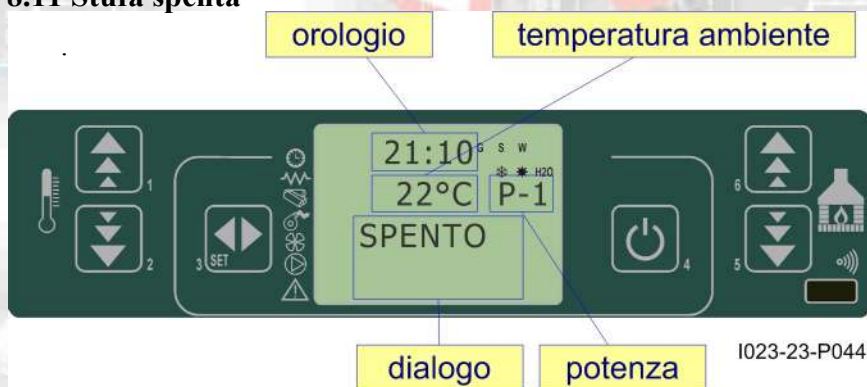 8.11 Stufa spenta
.
orologio
temperatura ambiente
21:10 G S W
H2O
22°C P-1
SPENTO
1
2
3 SET
4
6
5
dialogo
potenza
I023-23-P044